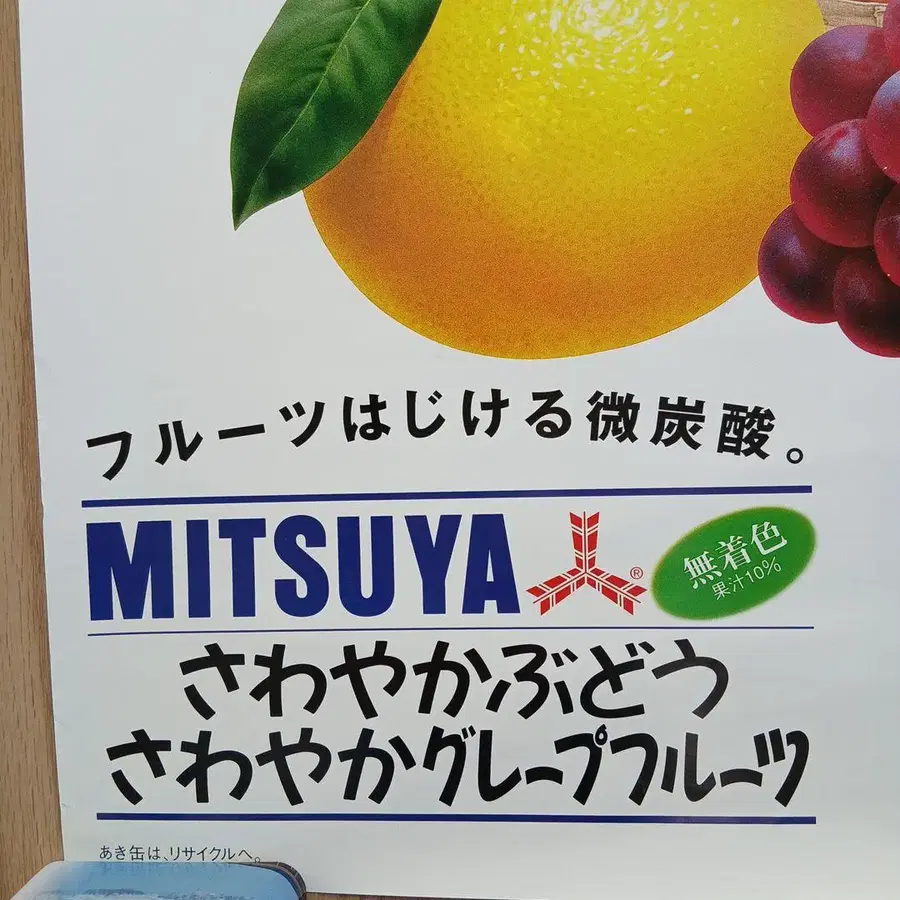 フルーツはじける微炭酸。
MITSUYA ®
無着色
果汁10%
さわやかぶどう
さわやかグレープフルーツ
あき缶は、リサイクルへ。